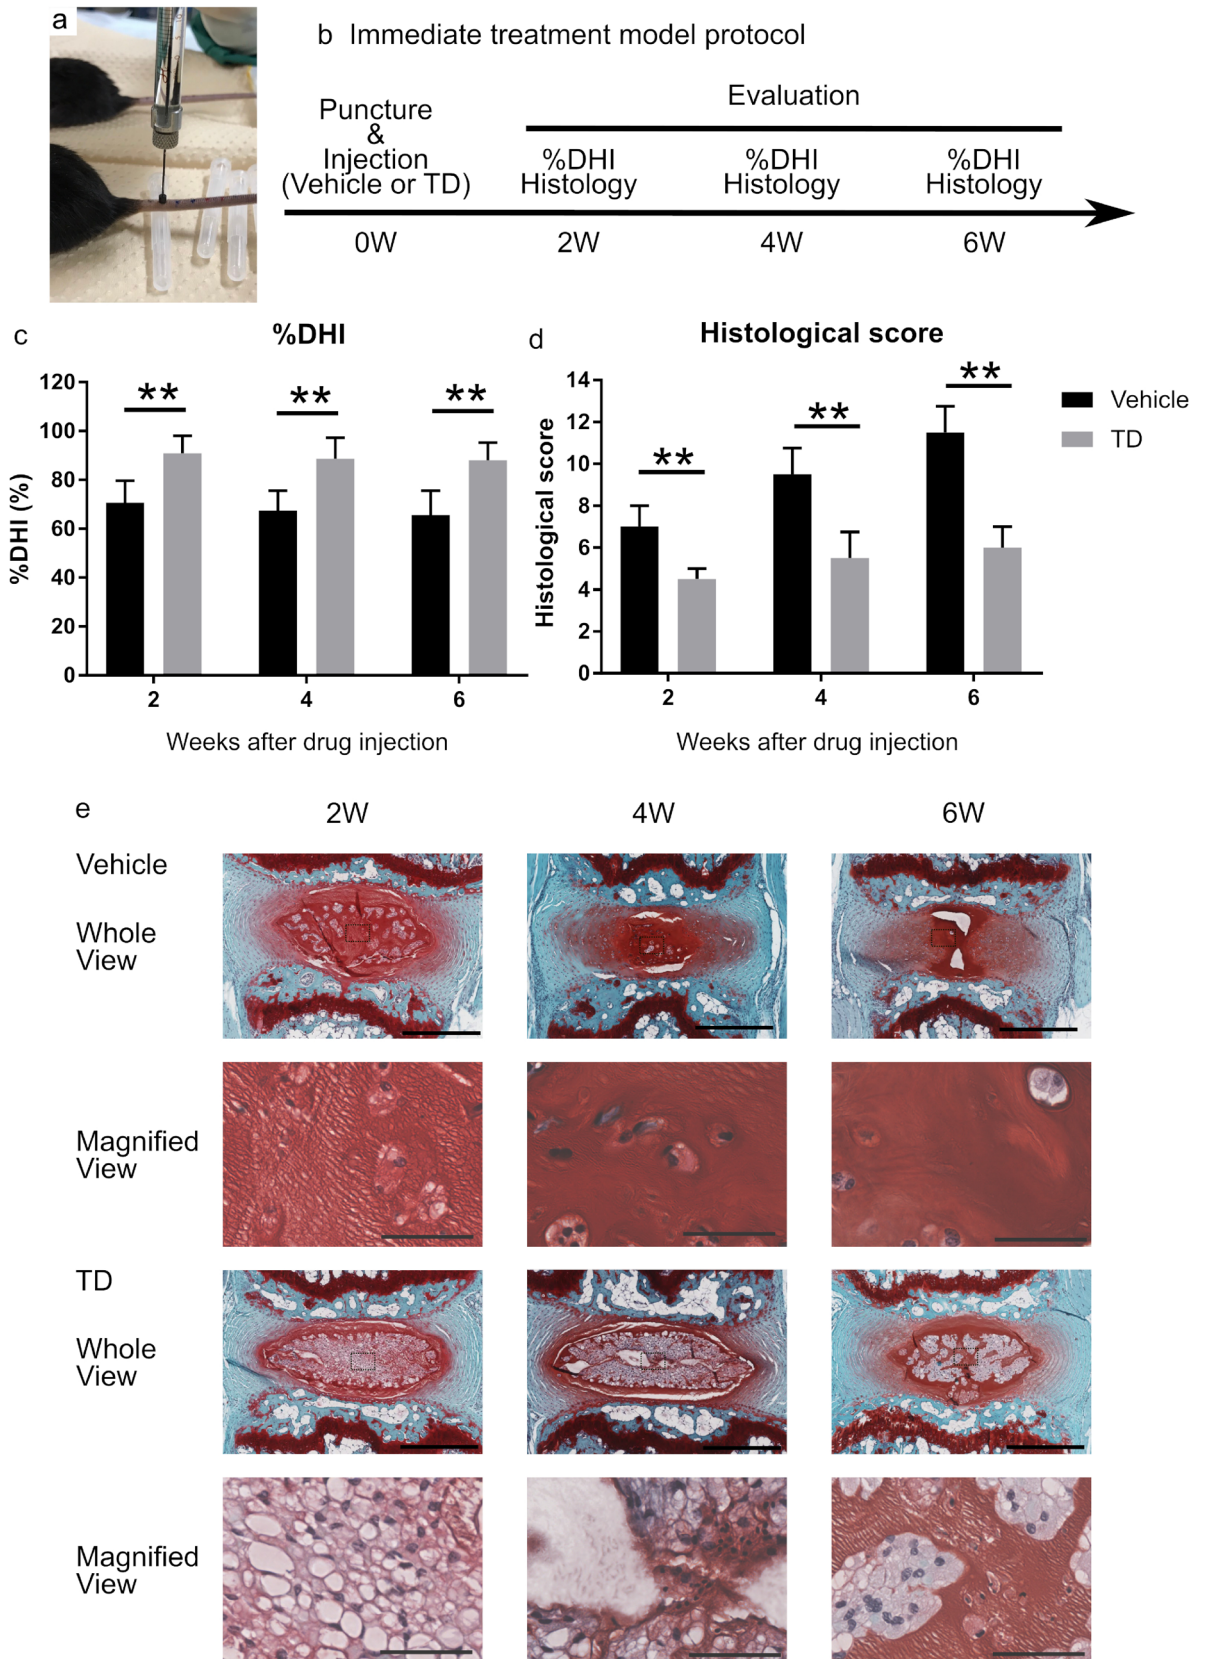 a
b Immediate treatment model protocol
Puncture
&
Injection
(Vehicle or TD)
Evaluation
%DHI
Histology
%DHI
Histology
%DHI
Histology
0W
2W
4W
6W
c
%DHI
%DHI (%)
120
100
80
60
40
20
0
**
**
**
2
4
6
Weeks after drug injection
d
Histological score
Histological score
14
12
10
8
6
4
2
0
**
**
**
2
4
6
Weeks after drug injection
Vehicle
TD
e
2W
4W
6W
Vehicle
Whole
View
Magnified
View
TD
Whole
View
Magnified
View